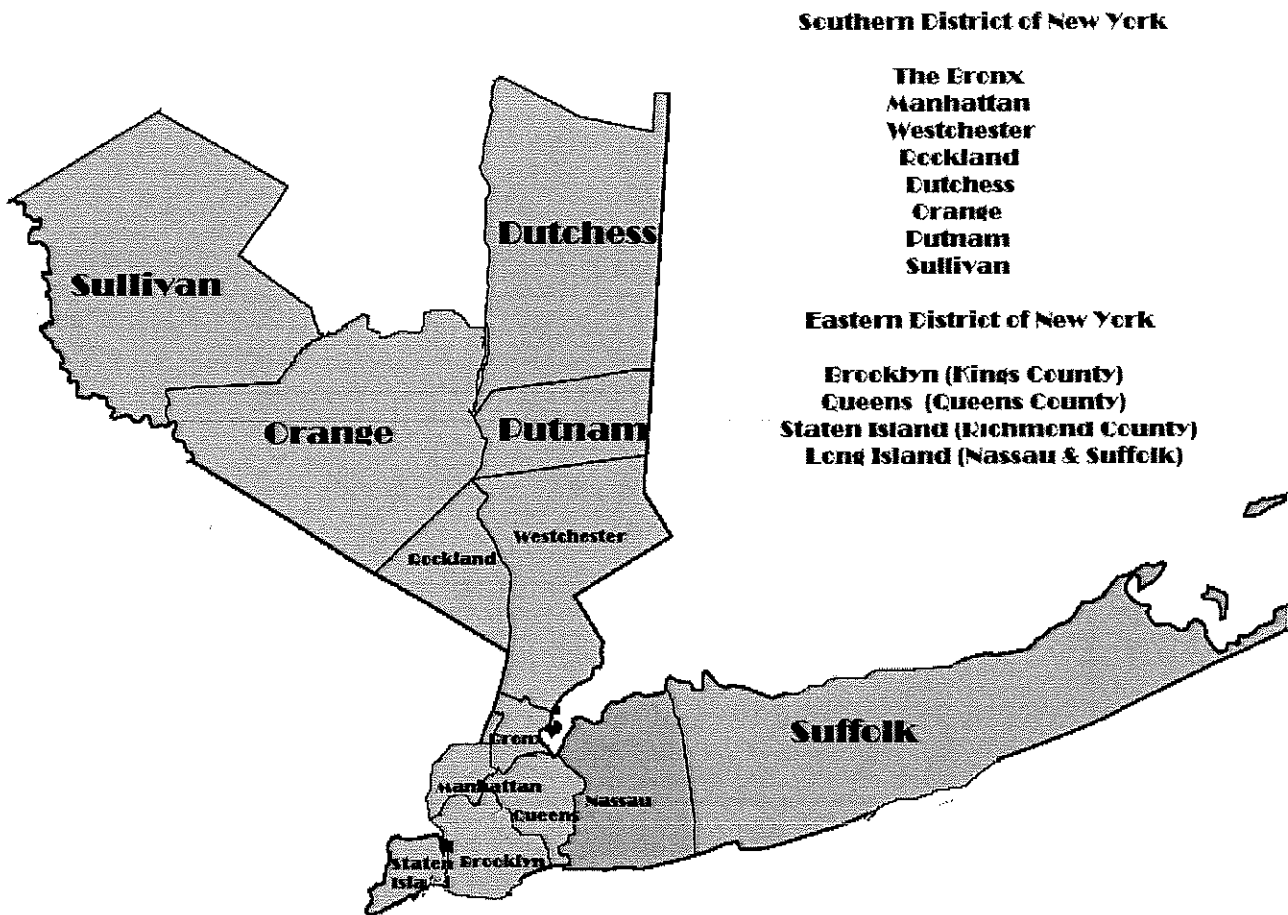 Southern District of New York
The Bronx
Manhattan
Westchester
Rockland
Dutchess
Orange
Putnam
Sullivan
Eastern District of New York
Brooklyn (Kings County)
Queens (Queens County)
Staten Island (Richmond County)
Long Island (Nassau & Suffolk)
Dutchess
Sullivan
Orange
Putnam
Westchester
Rockland
Suffolk
Bronx
Manhattan
Nassau
Queens
Staten
Brooklyn
Island